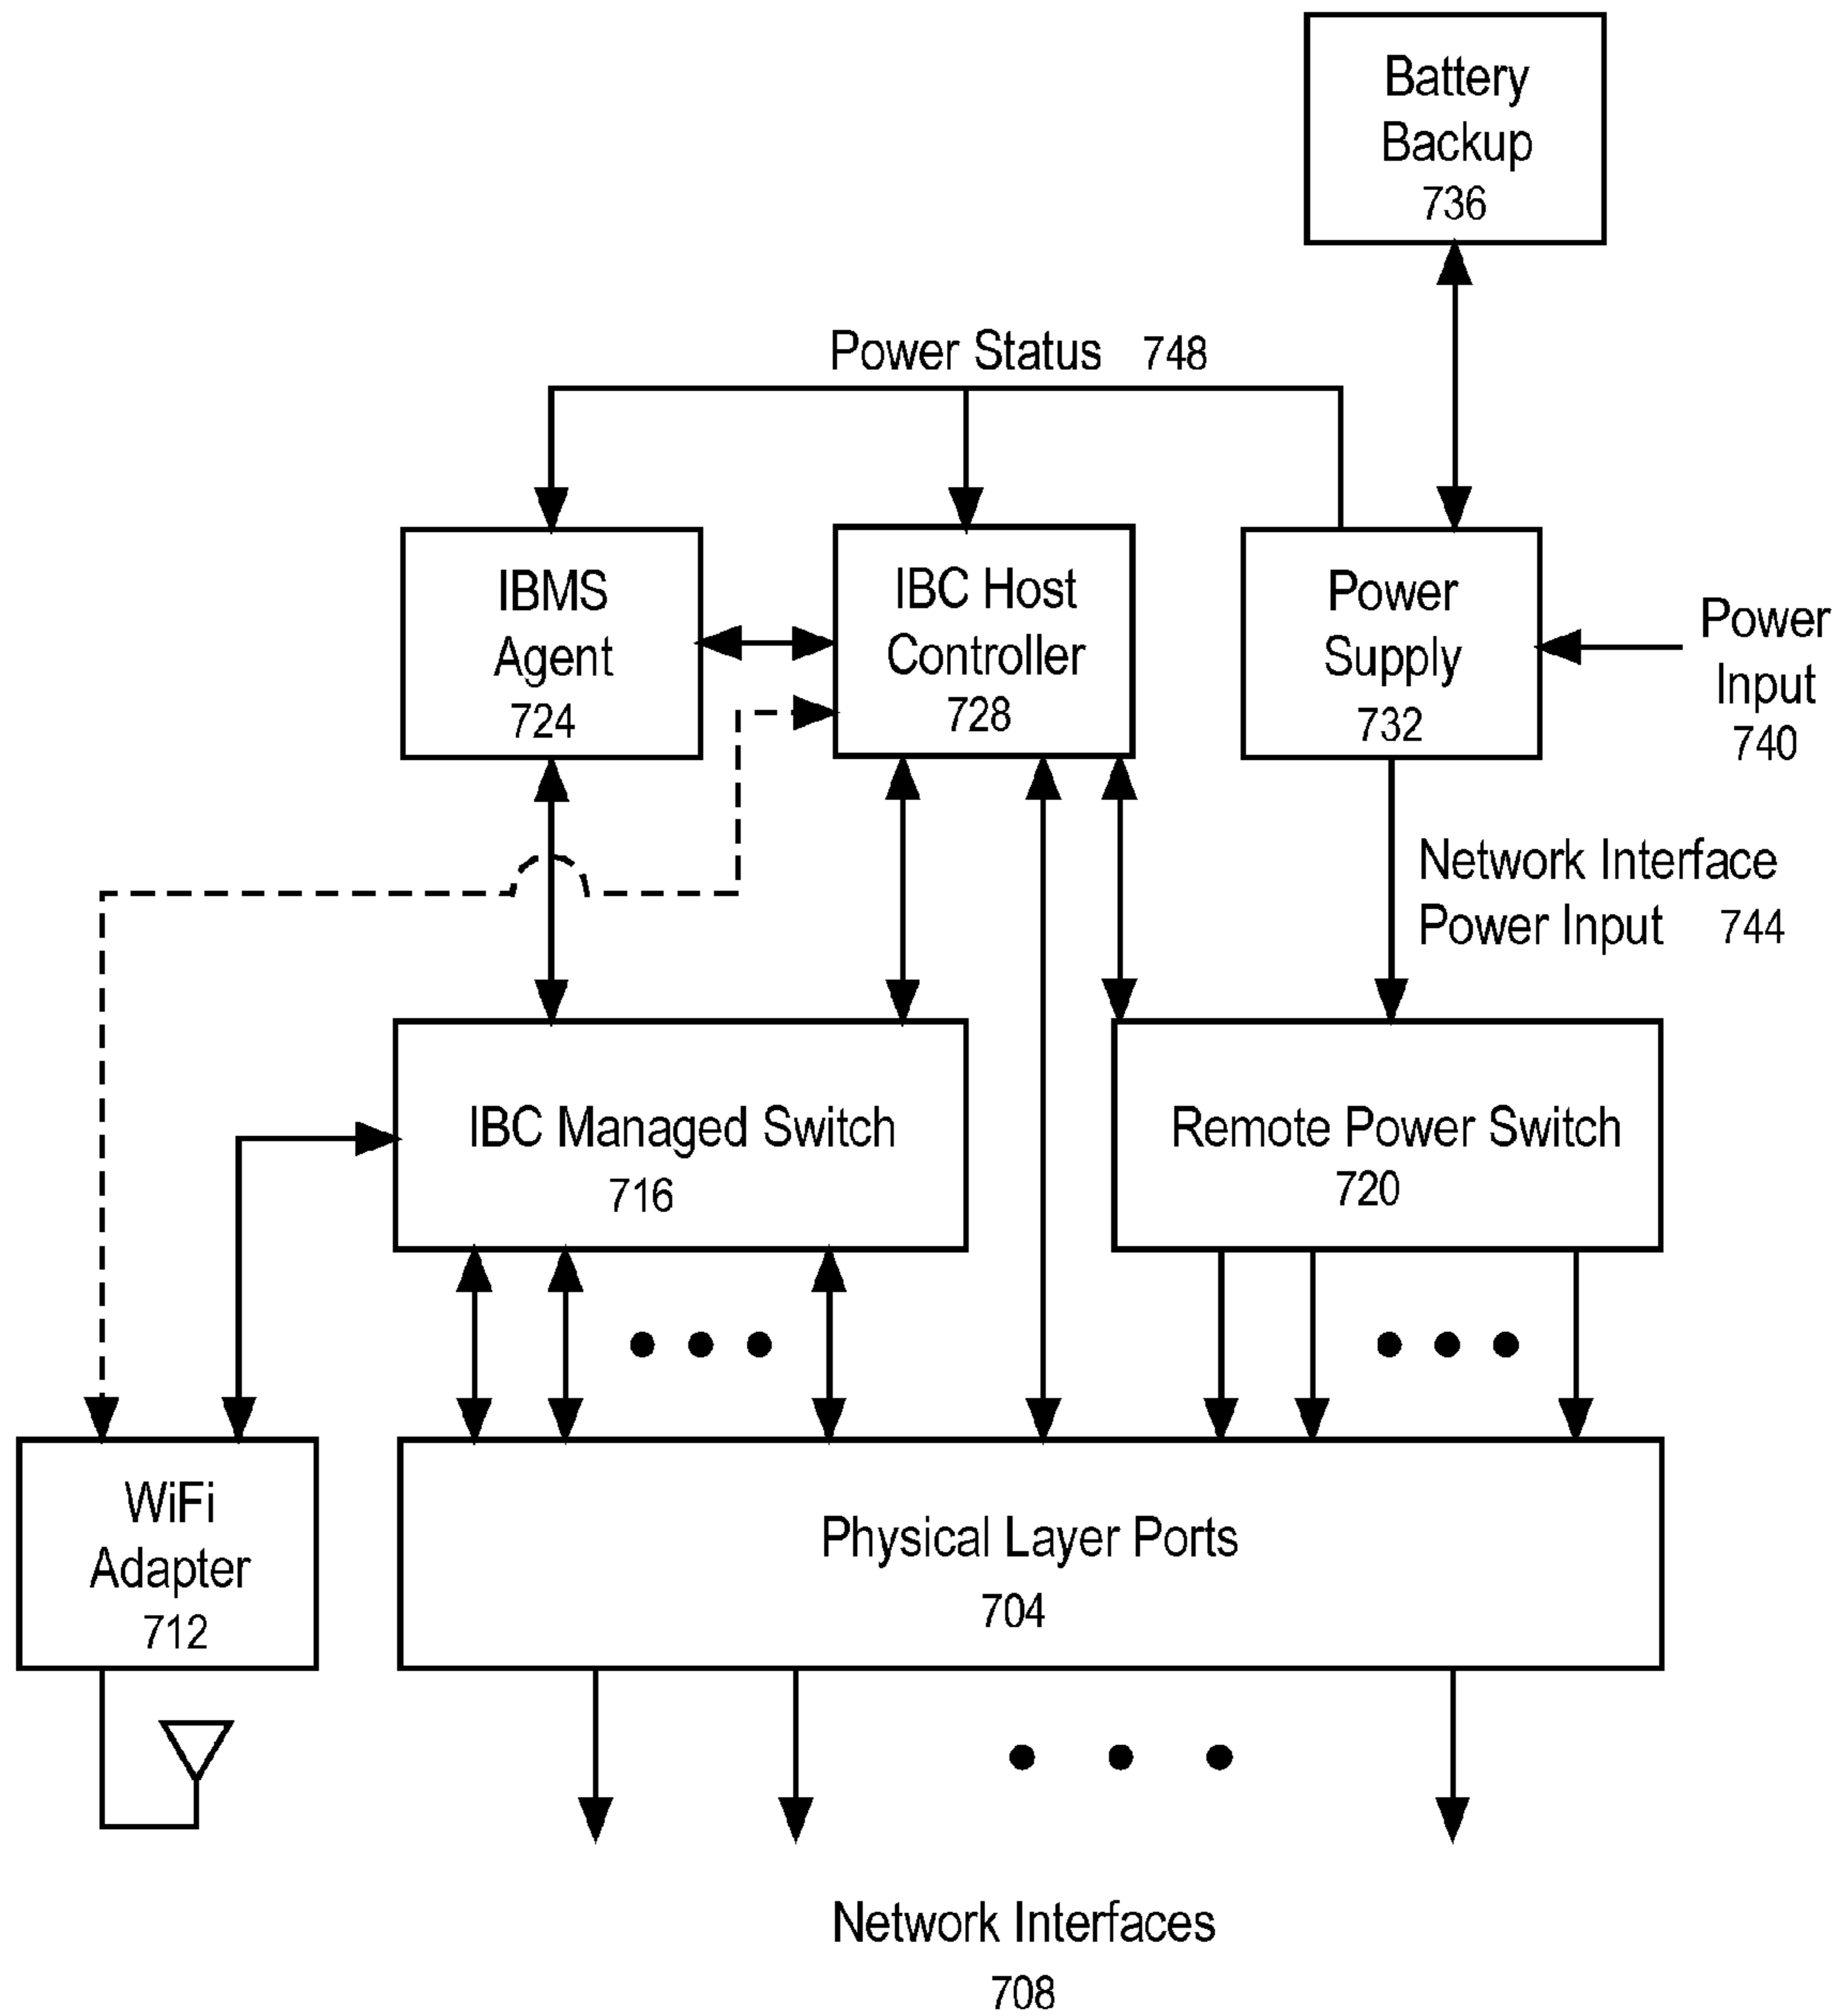 Battery
Backup
736
Power Status 748
IBMS
Agent
724
IBC Host
Controller
728
Power
Supply
732
Power
Input
740
Network Interface
Power Input 744
IBC Managed Switch
716
Remote Power Switch
720
WiFi
Adapter
712
Physical Layer Ports
704
Network Interfaces
708